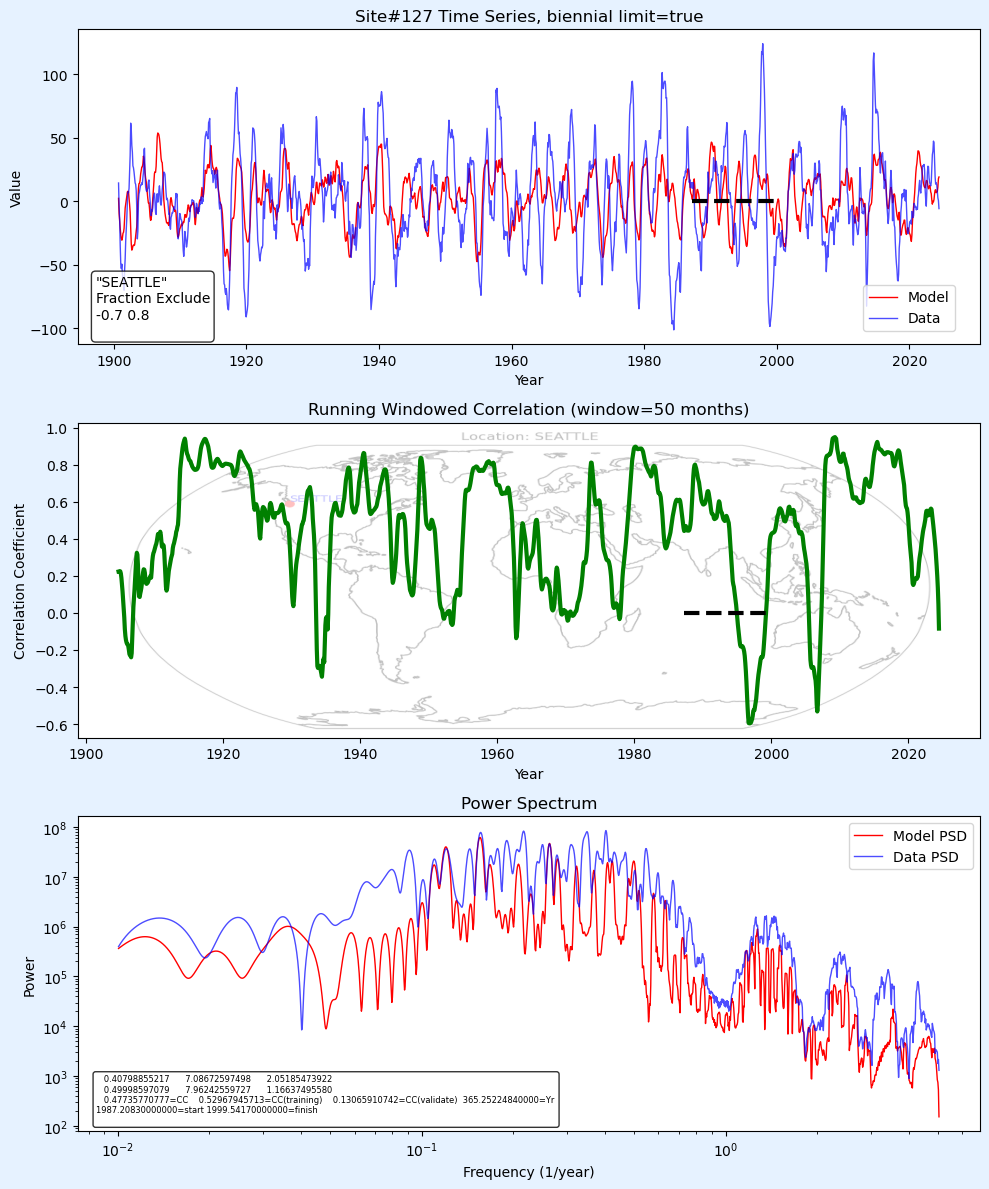 Site#127 Time Series, biennial limit=true
Value
100
50
0
−50
−100
"SEATTLE"
Fraction Exclude
-0.7 0.8
Model
Data
1900 1920 1940 1960 1980 2000 2020
Year
Running Windowed Correlation (window=50 months)
Location: SEATTLE
SEATTLE
Correlation Coefficient
1.0
0.8
0.6
0.4
0.2
0.0
−0.2
−0.4
−0.6
1900 1920 1940 1960 1980 2000 2020
Year
Power Spectrum
Model PSD
Data PSD
Power
10^8
10^7
10^6
10^5
10^4
10^3
10^2
0.40798855217 7.08672597498 2.05185473922
0.49998597079 7.96242559727 1.16637495580
0.47735770777=CC 0.52967945713=CC(training) 0.13065910742=CC(validate) 365.25224840000=Yr
1987.20830000000=start 1999.54170000000=finish
10^−2 10^−1 10^0
Frequency (1/year)